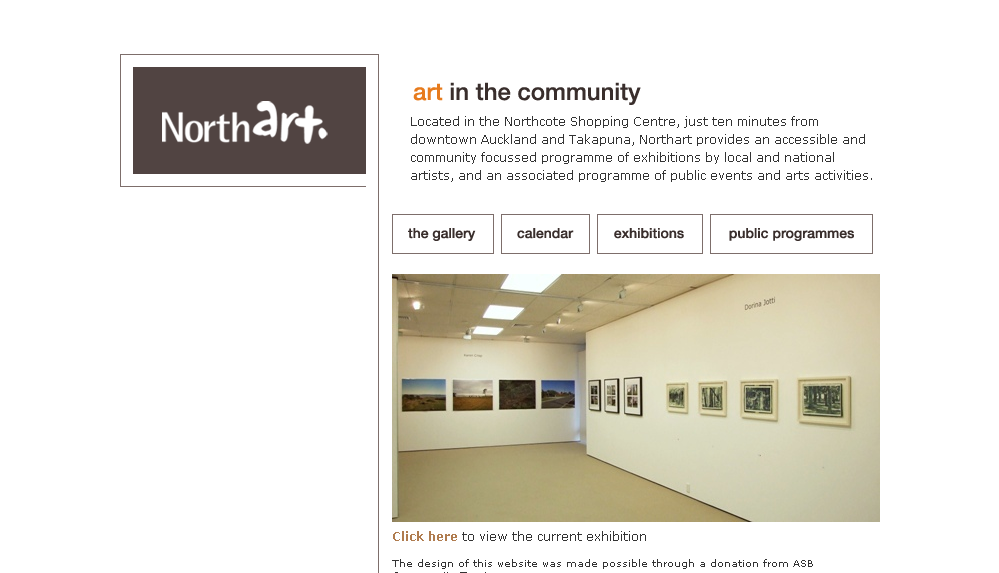 Northart.
art in the community
Located in the Northcote Shopping Centre, just ten minutes from
downtown Auckland and Takapuna, Northart provides an accessible and
community focussed programme of exhibitions by local and national
artists, and an associated programme of public events and arts activities.
the gallery
calendar
exhibitions
public programmes
Dorina Jotti
Click here to view the current exhibition
The design of this website was made possible through a donation from ASB